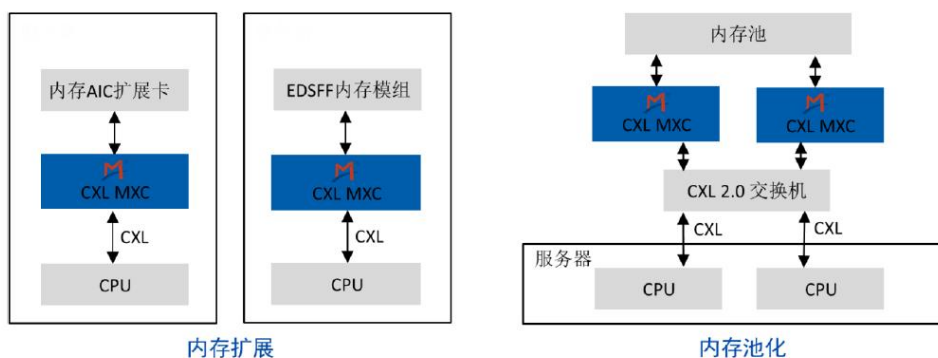 内存AIC扩展卡
CXL MXC
CXL
CPU
EDSFF内存模组
CXL MXC
CXL
CPU
内存扩展
内存池
CXL MXC
CXL MXC
CXL 2.0 交换机
CXL
CXL
服务器
CPU
CPU
内存池化